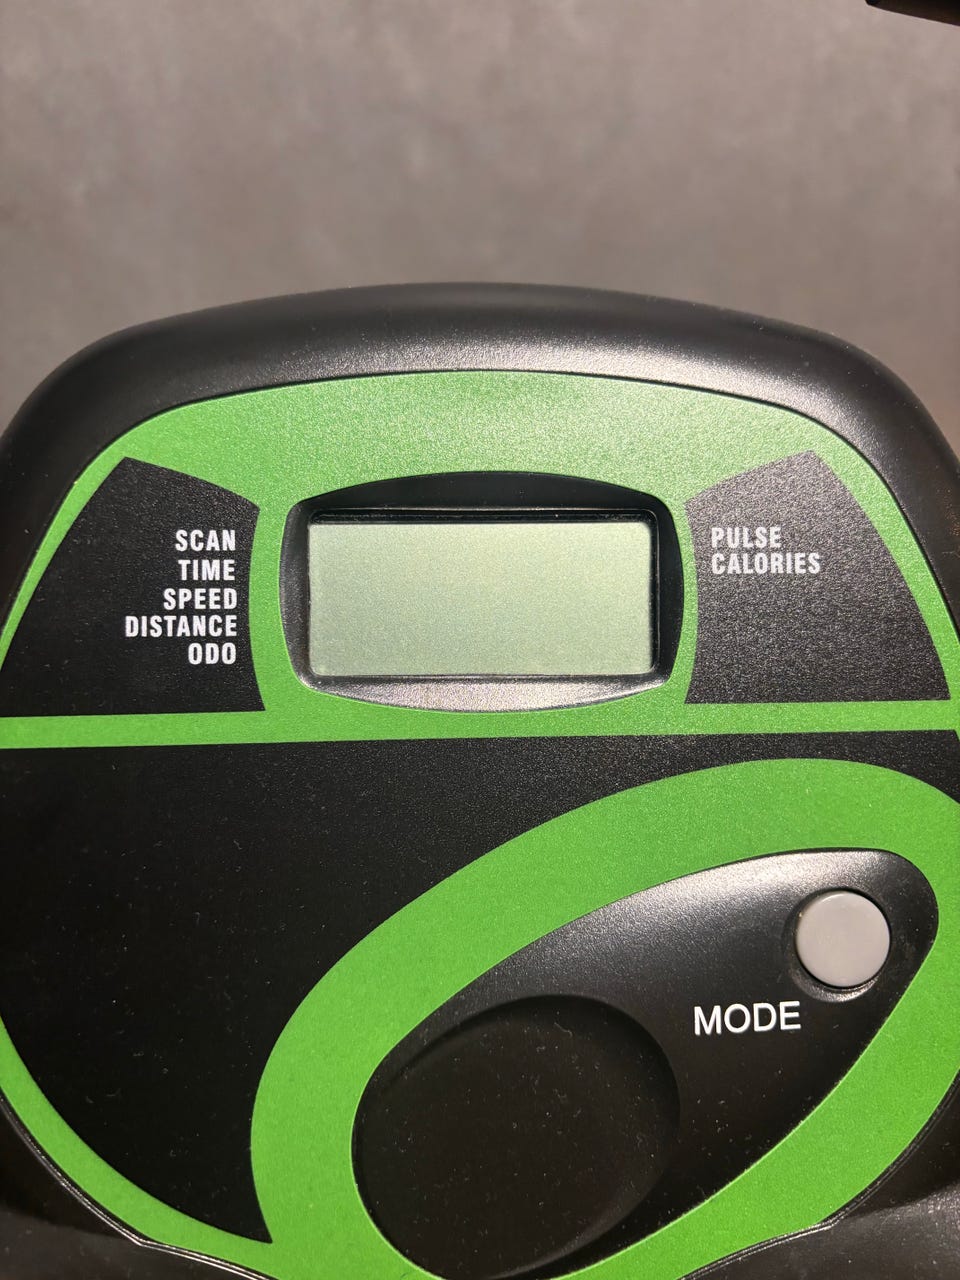 SCAN
TIME
SPEED
DISTANCE
ODO
PULSE
CALORIES
MODE